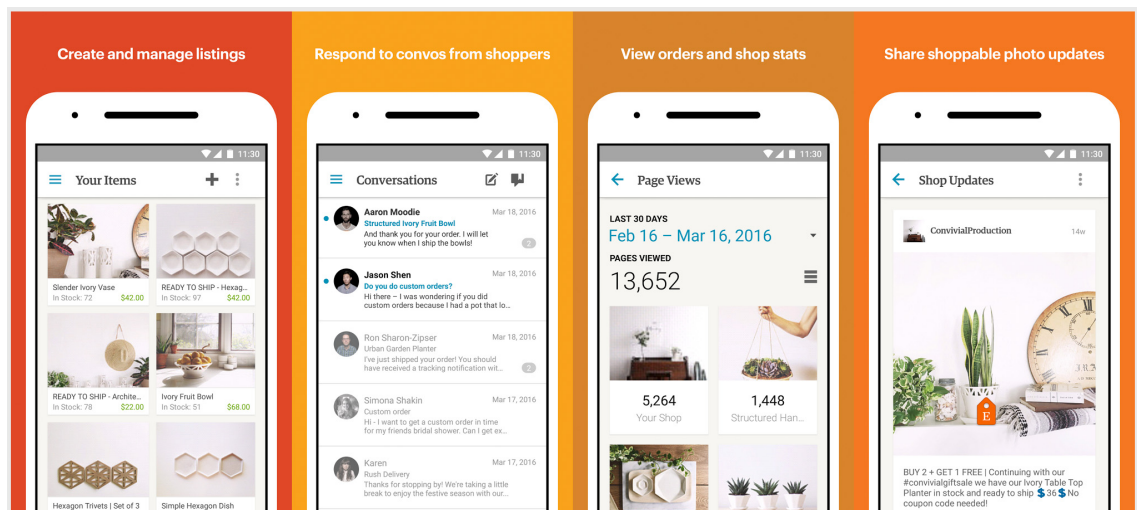 Create and manage listings
11:30
Your Items
Slender Ivory Vase
In Stock: 72 $42.00
READY TO SHIP - Hexag...
In Stock: 97 $42.00
READY TO SHIP - Archite...
In Stock: 78 $22.00
Ivory Fruit Bowl
In Stock: 51 $68.00
Hexagon Trivets | Set of 3
Simple Hexagon Dish
Respond to convos from shoppers
11:30
Conversations
Aaron Moodie Mar 18, 2016
Structured Ivory Fruit Bowl
And thank you for your order. I will let
you know when I ship the bowls! 2
Jason Shen Mar 18, 2016
Do you do custom orders?
Hi there – I was wondering if you did
custom orders because I had a pot that lo...
Ron Sharon-Zipser Mar 18, 2016
Urban Garden Planter
I've just shipped your order! You should
have received a tracking notification wit... 2
Simona Shakin Mar 17, 2016
Custom order
Hi - I want to get a custom order in time
for my friends bridal shower. Can I get ex...
Karen Mar 17, 2016
Rush Delivery
Thanks for stopping by! We're taking a little
break to enjoy the festive season with our...
View orders and shop stats
11:30
Page Views
LAST 30 DAYS
Feb 16 – Mar 16, 2016
PAGES VIEWED
13,652
5,264
Your Shop
1,448
Structured Han...
Share shoppable photo updates
11:30
Shop Updates
ConvivialProduction 14w
E
BUY 2 + GET 1 FREE | Continuing with our
#convivialgiftsale we have our Ivory Table Top
Planter in stock and ready to ship 💲36💲No
coupon code needed!